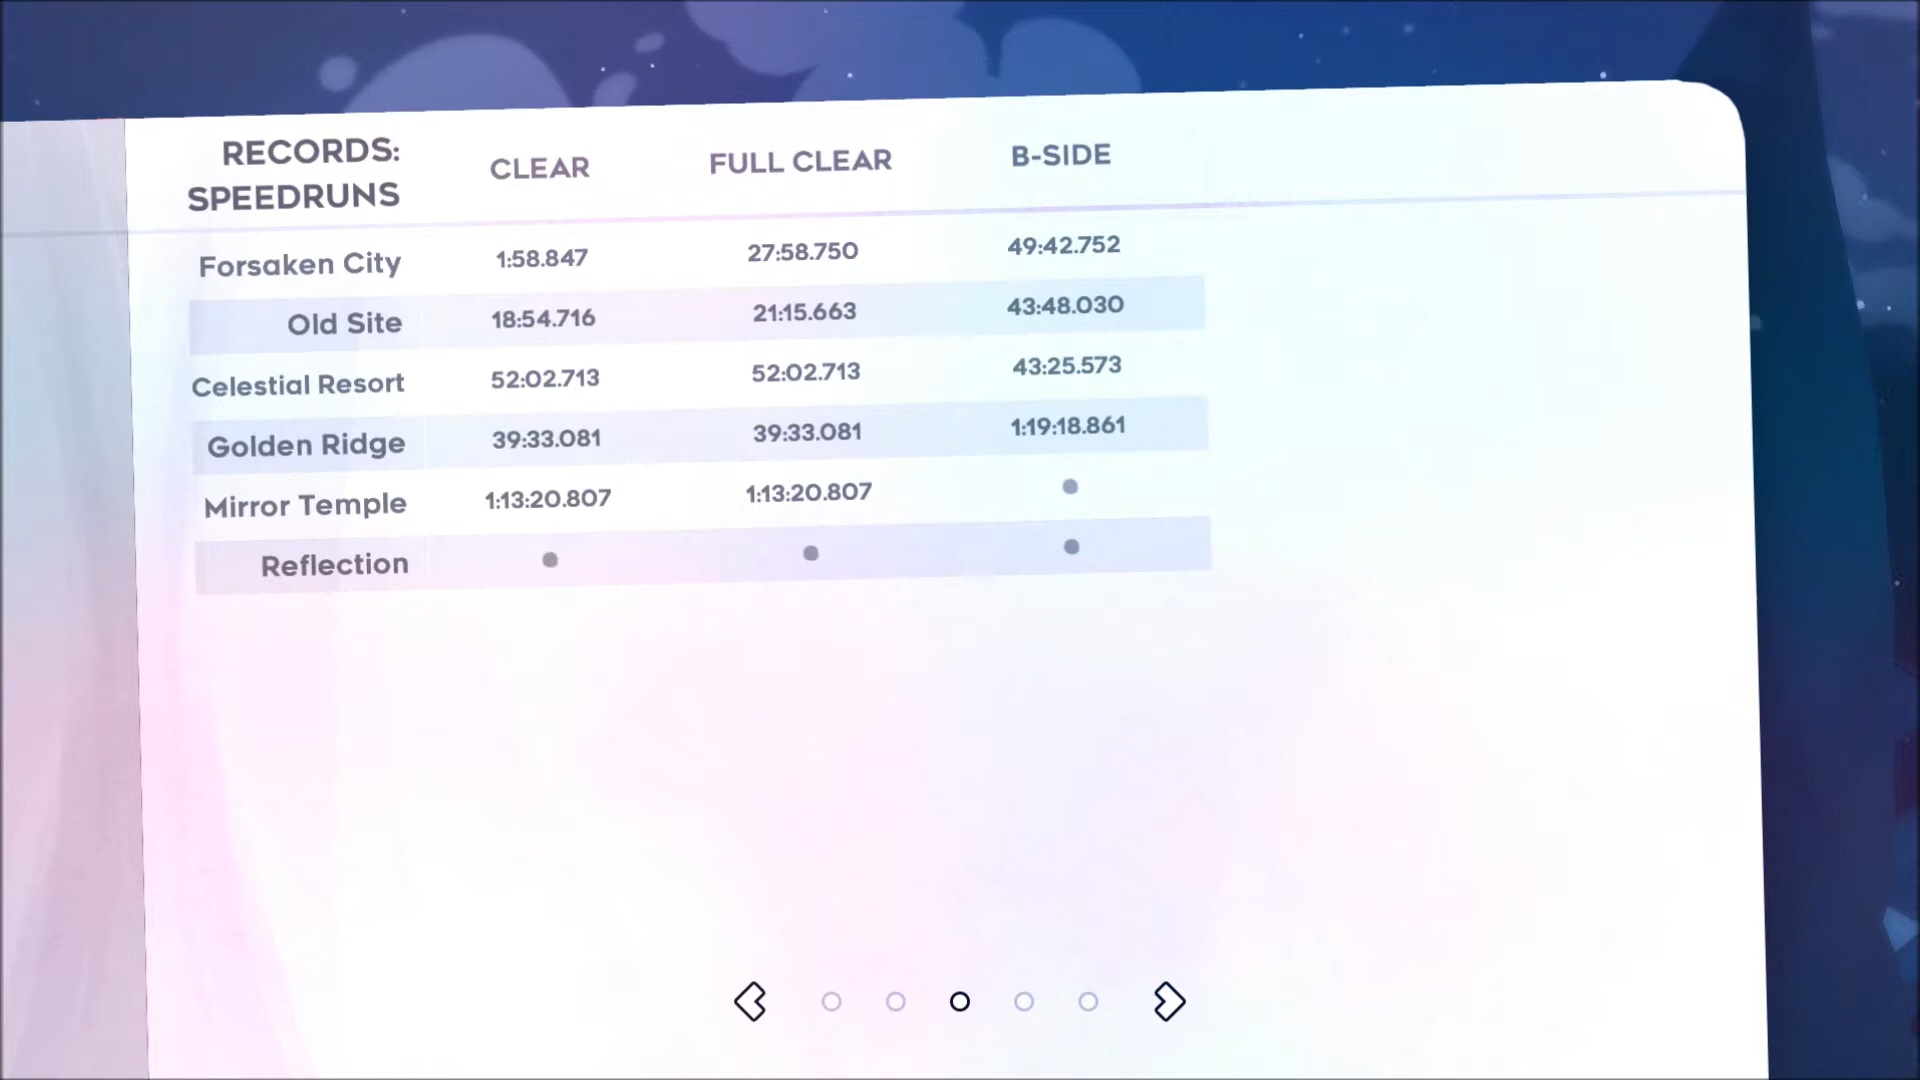 RECORDS:
SPEEDRUNS
CLEAR FULL CLEAR B-SIDE
Forsaken City 1:58.847 27:58.750 49:42.752
Old Site 18:54.716 21:15.663 43:48.030
Celestial Resort 52:02.713 52:02.713 43:25.573
Golden Ridge 39:33.081 39:33.081 1:19:18.861
Mirror Temple 1:13:20.807 1:13:20.807
Reflection